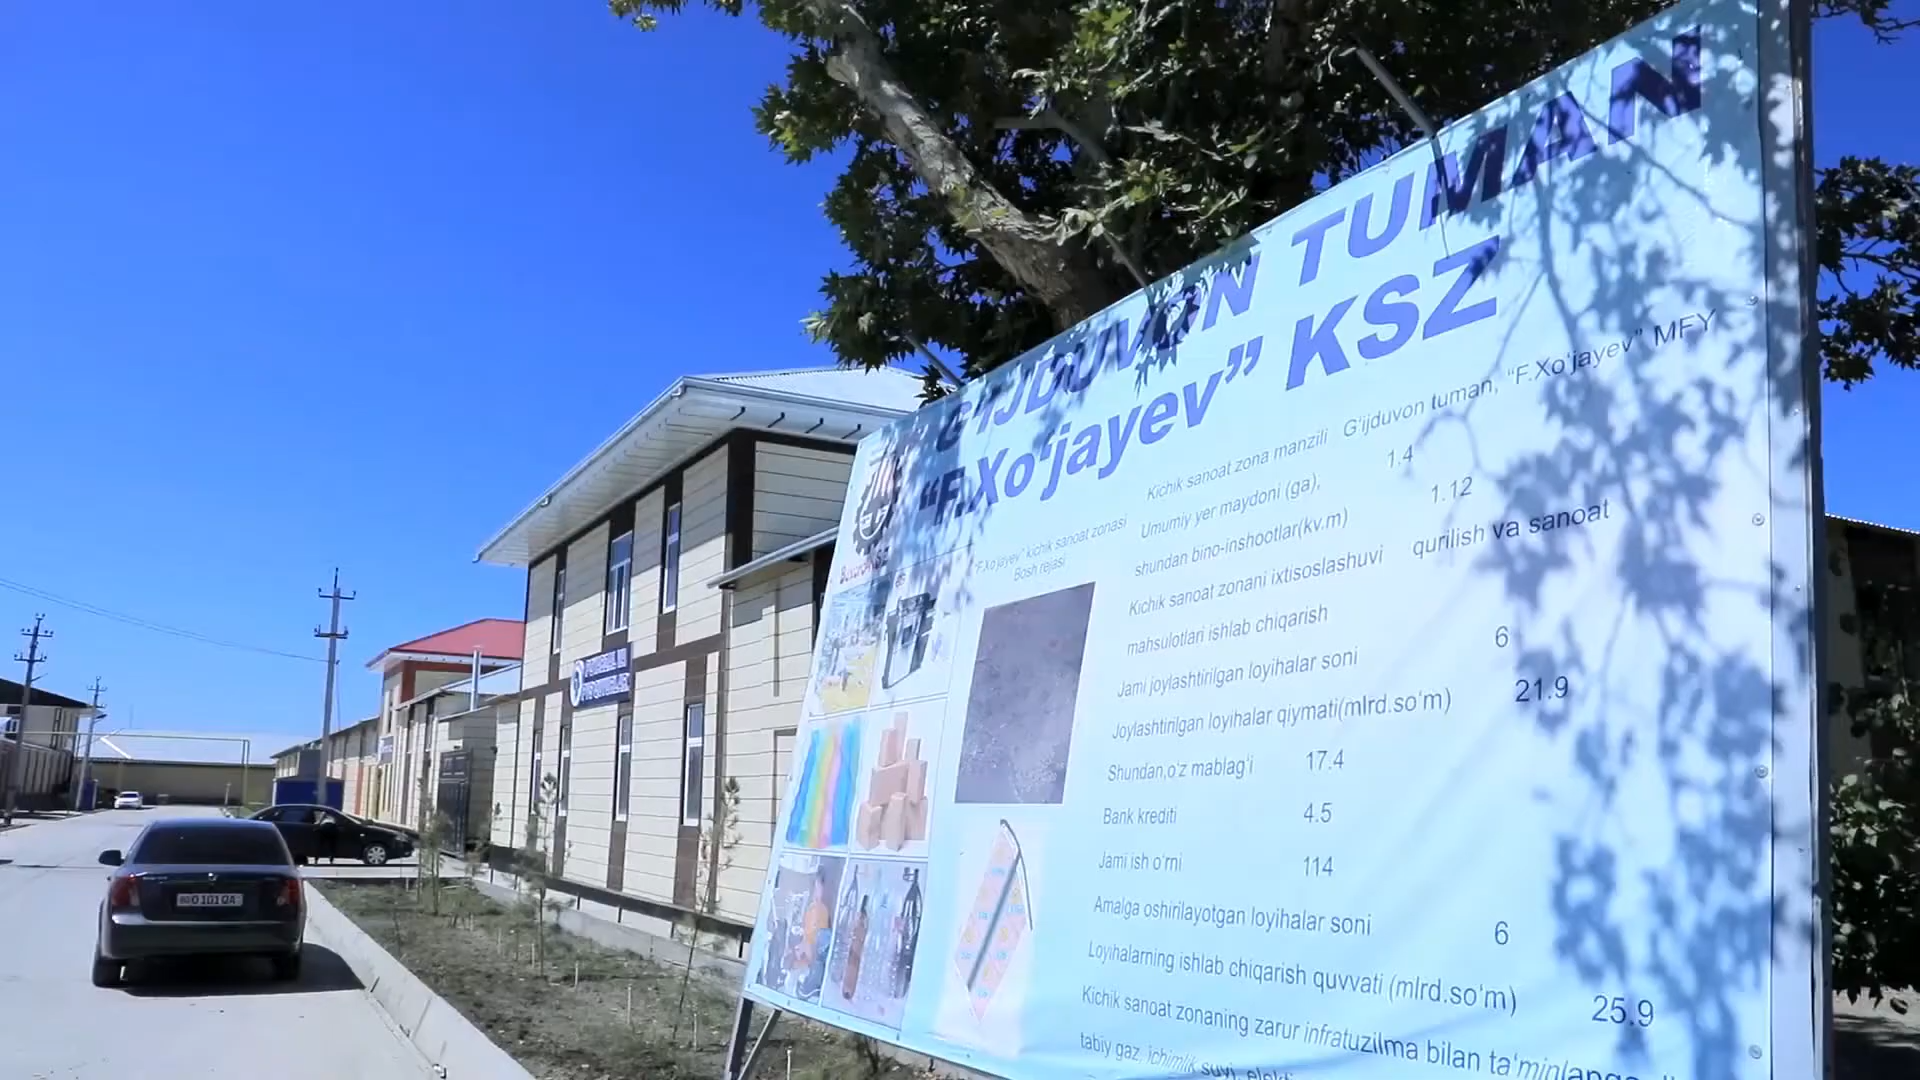 G'IJDUVON TUMAN
“F.Xo‘jayev” KSZ
Kichik sanoat zona manzili G'ijduvon tuman, “F.Xo‘jayev” MFY
Umumiy yer maydoni (ga), 1.4
shundan bino-inshootlar(kv.m) 1.12
Kichik sanoat zonani ixtisoslashuvi qurilish va sanoat
mahsulotlari ishlab chiqarish
Jami joylashtirilgan loyihalar soni 6
Joylashtirilgan loyihalar qiymati(mlrd.so‘m) 21.9
Shundan,o‘z mablag‘i 17.4
Bank krediti 4.5
Jami ish o‘rni 114
Amalga oshirilayotgan loyihalar soni 6
Loyihalarning ishlab chiqarish quvvati (mlrd.so‘m) 25.9
Kichik sanoat zonaning zarur infratuzilma bilan
tabiy gaz, ichimlik suvi,
“F.Xo‘jayev” kichik sanoat zonasi
Bosh rejasi